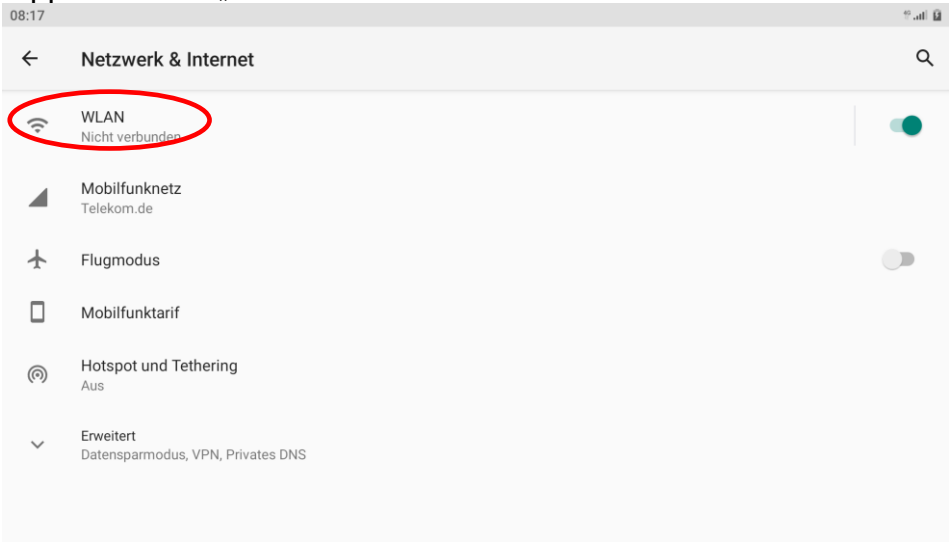 08:17
Netzwerk & Internet
WLAN
Nicht verbunden
Mobilfunknetz
Telekom.de
Flugmodus
Mobilfunktarif
Hotspot und Tethering
Aus
Erweitert
Datensparmodus, VPN, Privates DNS